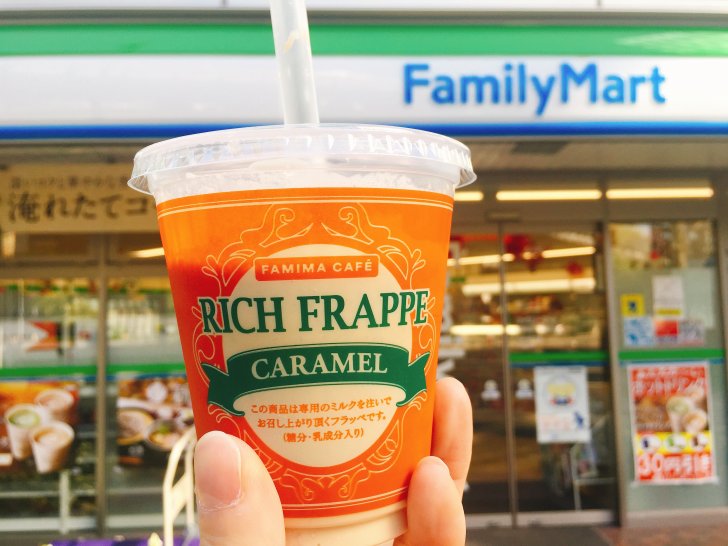 FamilyMart
淹れたてコ
FAMIMA CAFÉ
RICH FRAPPE
CARAMEL
この商品は専用のミルクを注いで
お召し上がり頂くフラッペです。
(糖分・乳成分入り)
30円引き